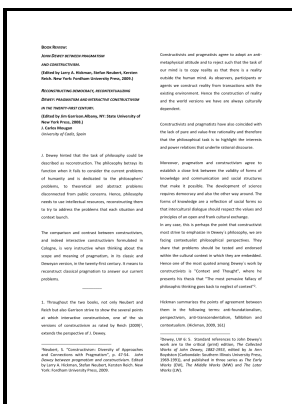 BOOK REVIEW:
JOHN DEWEY BETWEEN PRAGMATISM
AND CONSTRUCTIVISM.
(Edited by Larry A. Hickman, Stefan Neubert, Kersten
Reich. New York: Fordham University Press, 2009.)
RECONSTRUCTING DEMOCRACY, RECONTEXTUALIZING
DEWEY: PRAGMATISM AND INTERACTIVE CONSTRUCTIVISM
IN THE TWENTY-FIRST CENTURY.
(Edited by Jim Garrison. Albany, NY: State University of
New York Press, 2008.)
J. Carlos Mougan
University of Cadiz, Spain
J. Dewey hinted that the task of philosophy could be
described as reconstruction. The philosophy betrays its
function when it fails to consider the current problems
of humanity and is dedicated to the philosophers'
problems, to theoretical and abstract problems
disconnected from public concerns. Hence, philosophy
needs to use intellectual resources, reconstructing them
to try to address the problems that each situation and
context launch.
The comparison and contrast between constructivism,
and indeed interactive constructivism formulated in
Cologne, is very instructive when thinking about the
scope and meaning of pragmatism, in its classic and
Deweyan version, in the twenty-first century. It means to
reconstruct classical pragmatism to answer our current
problems.
1. Throughout the two books, not only Neubert and
Reich but also Garrison strive to show the several points
at which interactive constructivism, one of the six
versions of constructivism as rated by Reich (2009)¹,
extends the perspective of J. Dewey.
¹Neubert, S. "Constructivism: Diversity of Approaches
and Connections with Pragmatism", p. 47-54. John
Dewey between pragmatism and constructivism. Edited
by Larry A. Hickman, Stefan Neubert, Kersten Reich. New
York: Fordham University Press, 2009.
Constructivists and pragmatists agree to adopt an anti-
metaphysical attitude and to reject such that the task of
our mind is to copy reality as that there is a reality
outside the human mind. As observers, participants or
agents we construct reality from transactions with the
existing environment. Hence the construction of reality
and the world versions we have are always culturally
dependent.
Constructivists and pragmatists have also coincided with
the lack of pure and value-free rationality and therefore
that the philosophical task is to highlight the interests
and power relations that underlie rational discourse.
Moreover, pragmatism and constructivism agree to
establish a close link between the validity of forms of
knowledge and communication and social structures
that make it possible. The development of science
requires democracy and also the other way around. The
forms of knowledge are a reflection of social forms so
that intercultural dialogue should respect the values and
principles of an open and frank cultural exchange.
In any case, this is perhaps the point that constructivist
most strive to emphasize in Dewey's philosophy, we are
facing contextualist philosophical perspectives. They
share that problems should be tested and endorsed
within the cultural context in which they are embedded.
Hence one of the most quoted among Dewey's work by
constructivists is "Context and Thought", where he
presents his thesis that "The most pervasive fallacy of
philosophic thinking goes back to neglect of context"².
Hickman summarizes the points of agreement between
them in the following terms: anti-foundationalism,
perspectivism, anti-transcendentalism, fallibilism and
contextualism. (Hickman, 2009, 161)
²Dewey, LW 6: 5. Standard references to John Dewey's
work are to the critical (print) edition, The Collected
Works of John Dewey, 1882-1953, edited by Jo Ann
Boydston (Carbondale: Southern Illinois University Press,
1969-1991), and published in three series as The Early
Works (EW), The Middle Works (MW) and The Later
Works (LW).